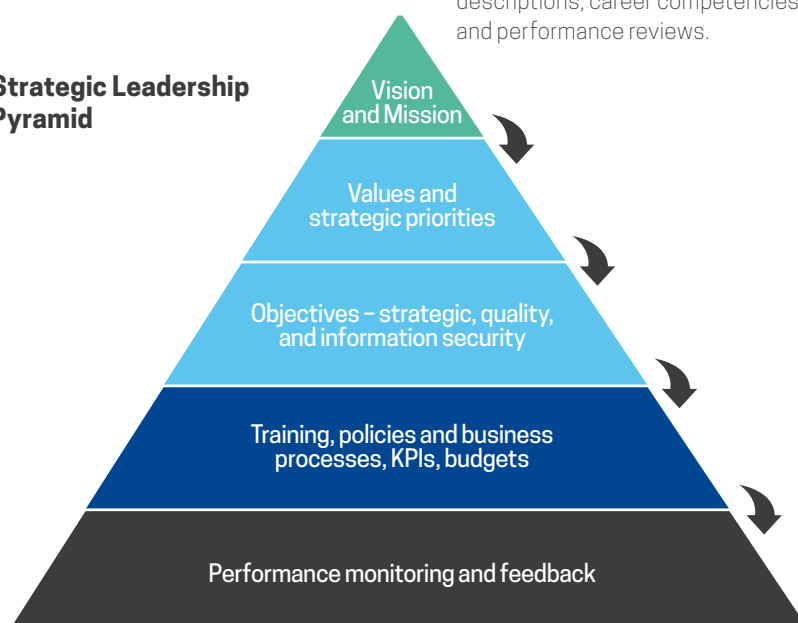 descriptions, career competencies
and performance reviews.
Strategic Leadership
Pyramid
Vision
and Mission
Values and
strategic priorities
Objectives – strategic, quality,
and information security
Training, policies and business
processes, KPIs, budgets
Performance monitoring and feedback